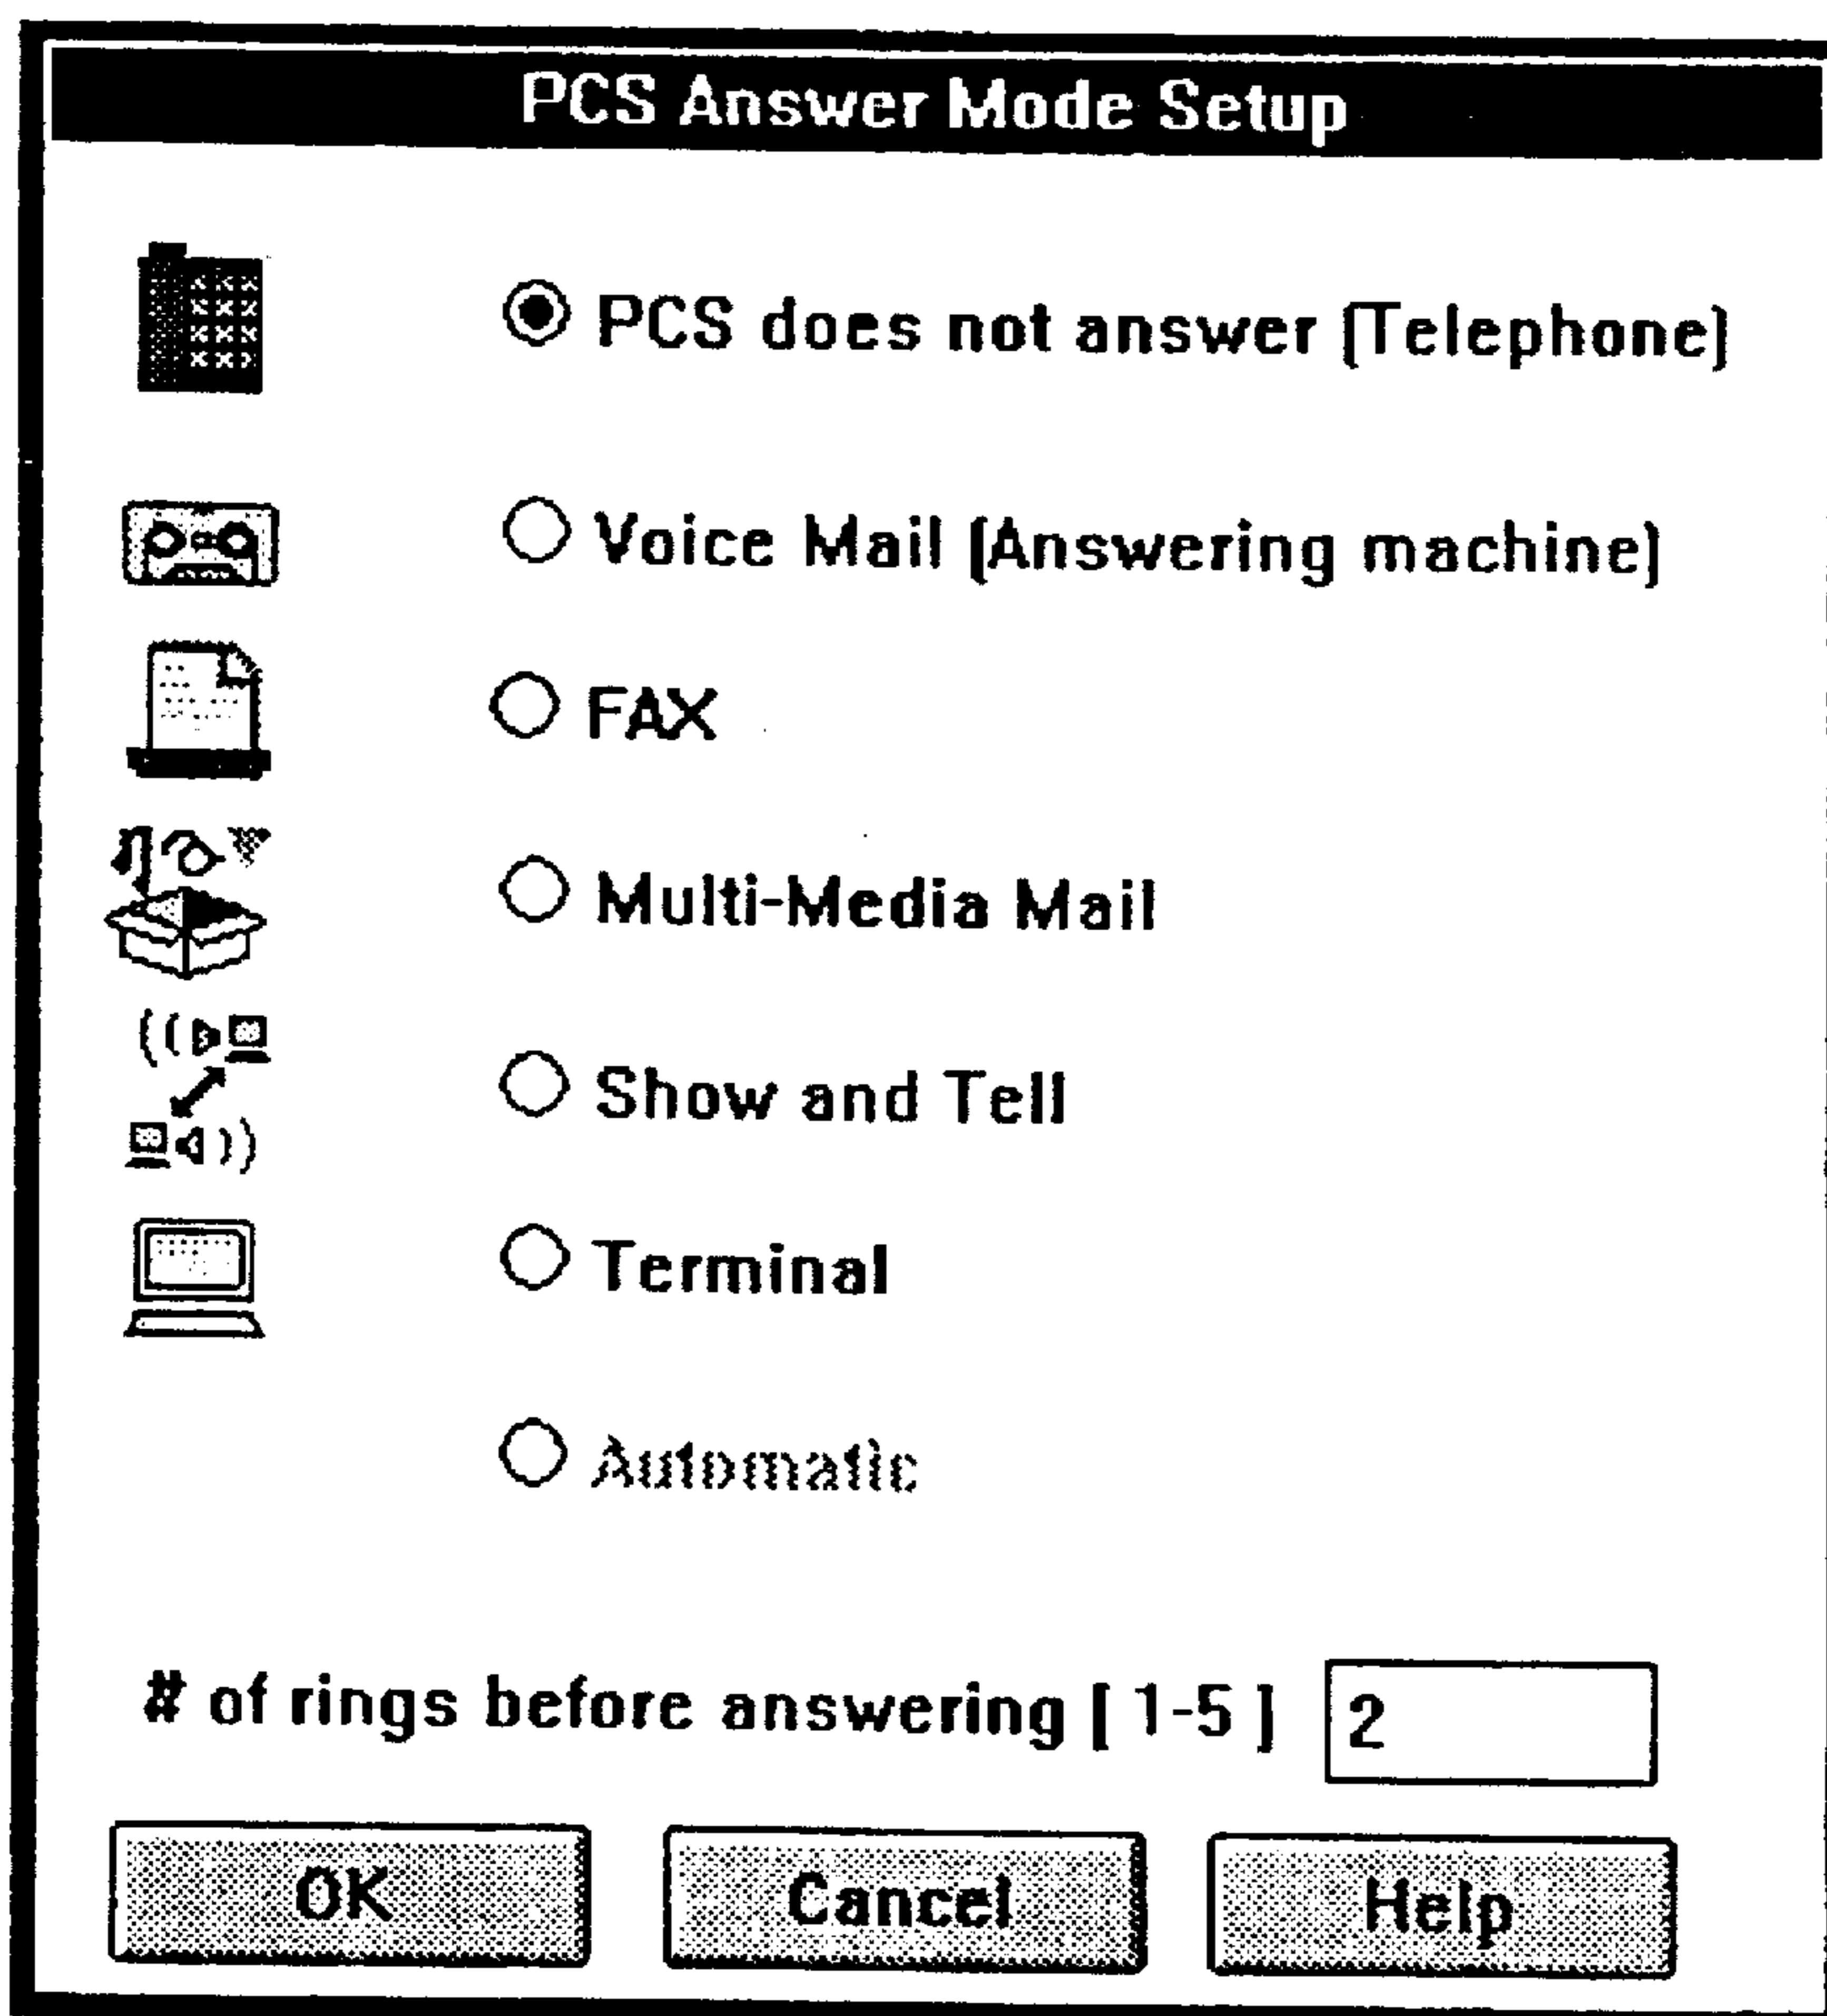 PCS Answer Mode Setup
PCS does not answer (Telephone)
Voice Mail (Answering machine)
FAX
Multi-Media Mail
Show and Tell
Terminal
Automatic
# of rings before answering ( 1-5 ) 2
OK Cancel Help